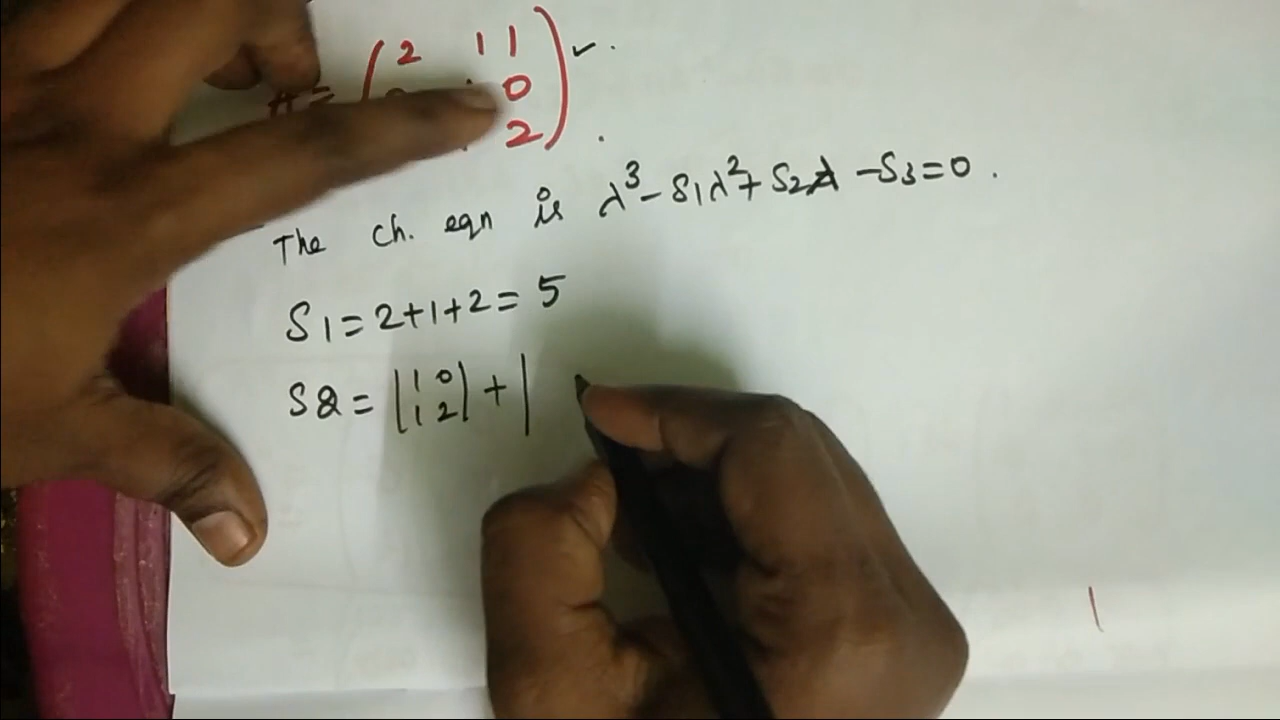 A = ( 2 1 1 ) ✓ .
0
2 .
The ch. eqn is λ³ - S₁λ² + S₂λ - S₃ = 0 .
S₁ = 2+1+2 = 5
S₂ = |1 0| + |
|1 2|